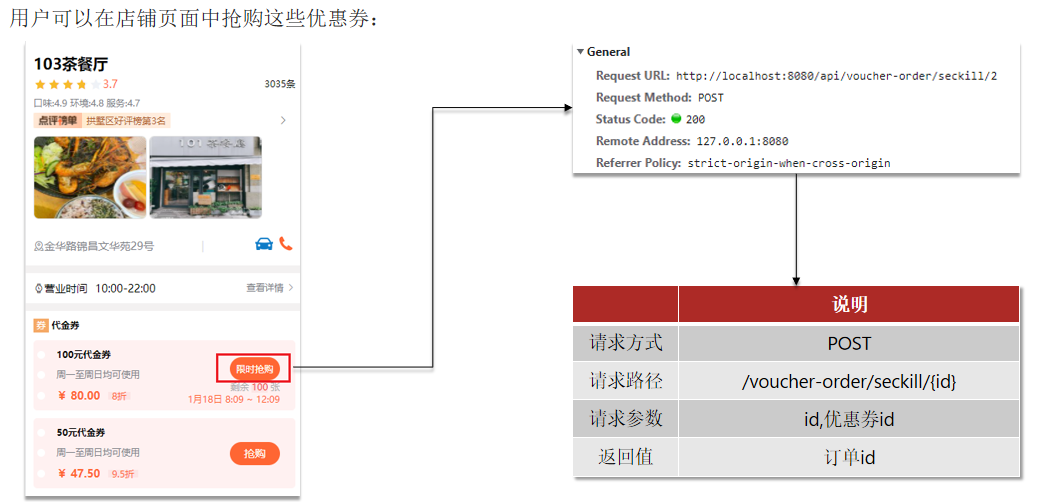 用户可以在店铺页面中抢购这些优惠券：
103茶餐厅
3.7
3035条
口味:4.9 环境:4.8 服务:4.7
点评榜单 拱墅区好评榜第3名
101茶餐店
金华路锦昌文华苑29号
营业时间 10:00-22:00
查看详情
券 代金券
100元代金券
限时抢购
周一至周日均可使用
剩余 100 张
¥ 80.00 8折
1月18日 8:09 ~ 12:09
50元代金券
周一至周日均可使用
抢购
¥ 47.50 9.5折
General
Request URL: http://localhost:8080/api/voucher-order/seckill/2
Request Method: POST
Status Code: 200
Remote Address: 127.0.0.1:8080
Referrer Policy: strict-origin-when-cross-origin
说明
请求方式 POST
请求路径 /voucher-order/seckill/{id}
请求参数 id,优惠券id
返回值 订单id